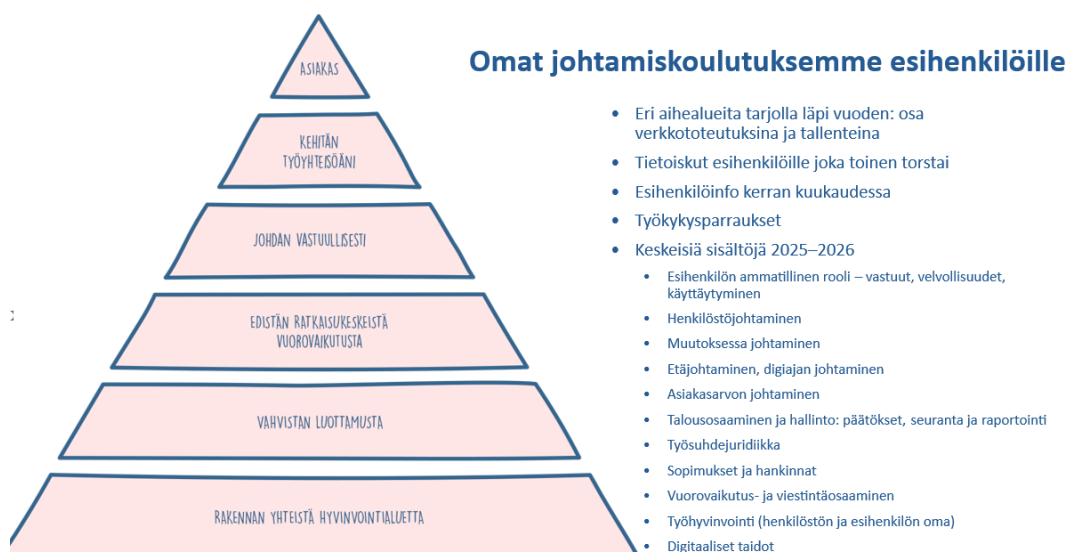 ASIAKAS
KEHITÄN
TYÖYHTEISÖÄNI
JOHDAN VASTUULLISESTI
EDISTÄN RATKAISUKESKEISTÄ
VUOROVAIKUTUSTA
VAHVISTAN LUOTTAMUSTA
RAKENNAN YHTEISTÄ HYVINVOINTIALUETTA
Omat johtamiskoulutuksemme esihenkilöille
• Eri aihealueita tarjolla läpi vuoden: osa
verkkototeutuksina ja tallenteina
• Tietoiskut esihenkilöille joka toinen torstai
• Esihenkilöinfo kerran kuukaudessa
• Työkykysparraukset
• Keskeisiä sisältöjä 2025–2026
• Esihenkilön ammatillinen rooli – vastuut, velvollisuudet,
käyttäytyminen
• Henkilöstöjohtaminen
• Muutoksessa johtaminen
• Etäjohtaminen, digiajan johtaminen
• Asiakasarvon johtaminen
• Talousosaaminen ja hallinto: päätökset, seuranta ja raportointi
• Työsuhdejuridiikka
• Sopimukset ja hankinnat
• Vuorovaikutus- ja viestintäosaaminen
• Työhyvinvointi (henkilöstön ja esihenkilön oma)
• Digitaaliset taidot